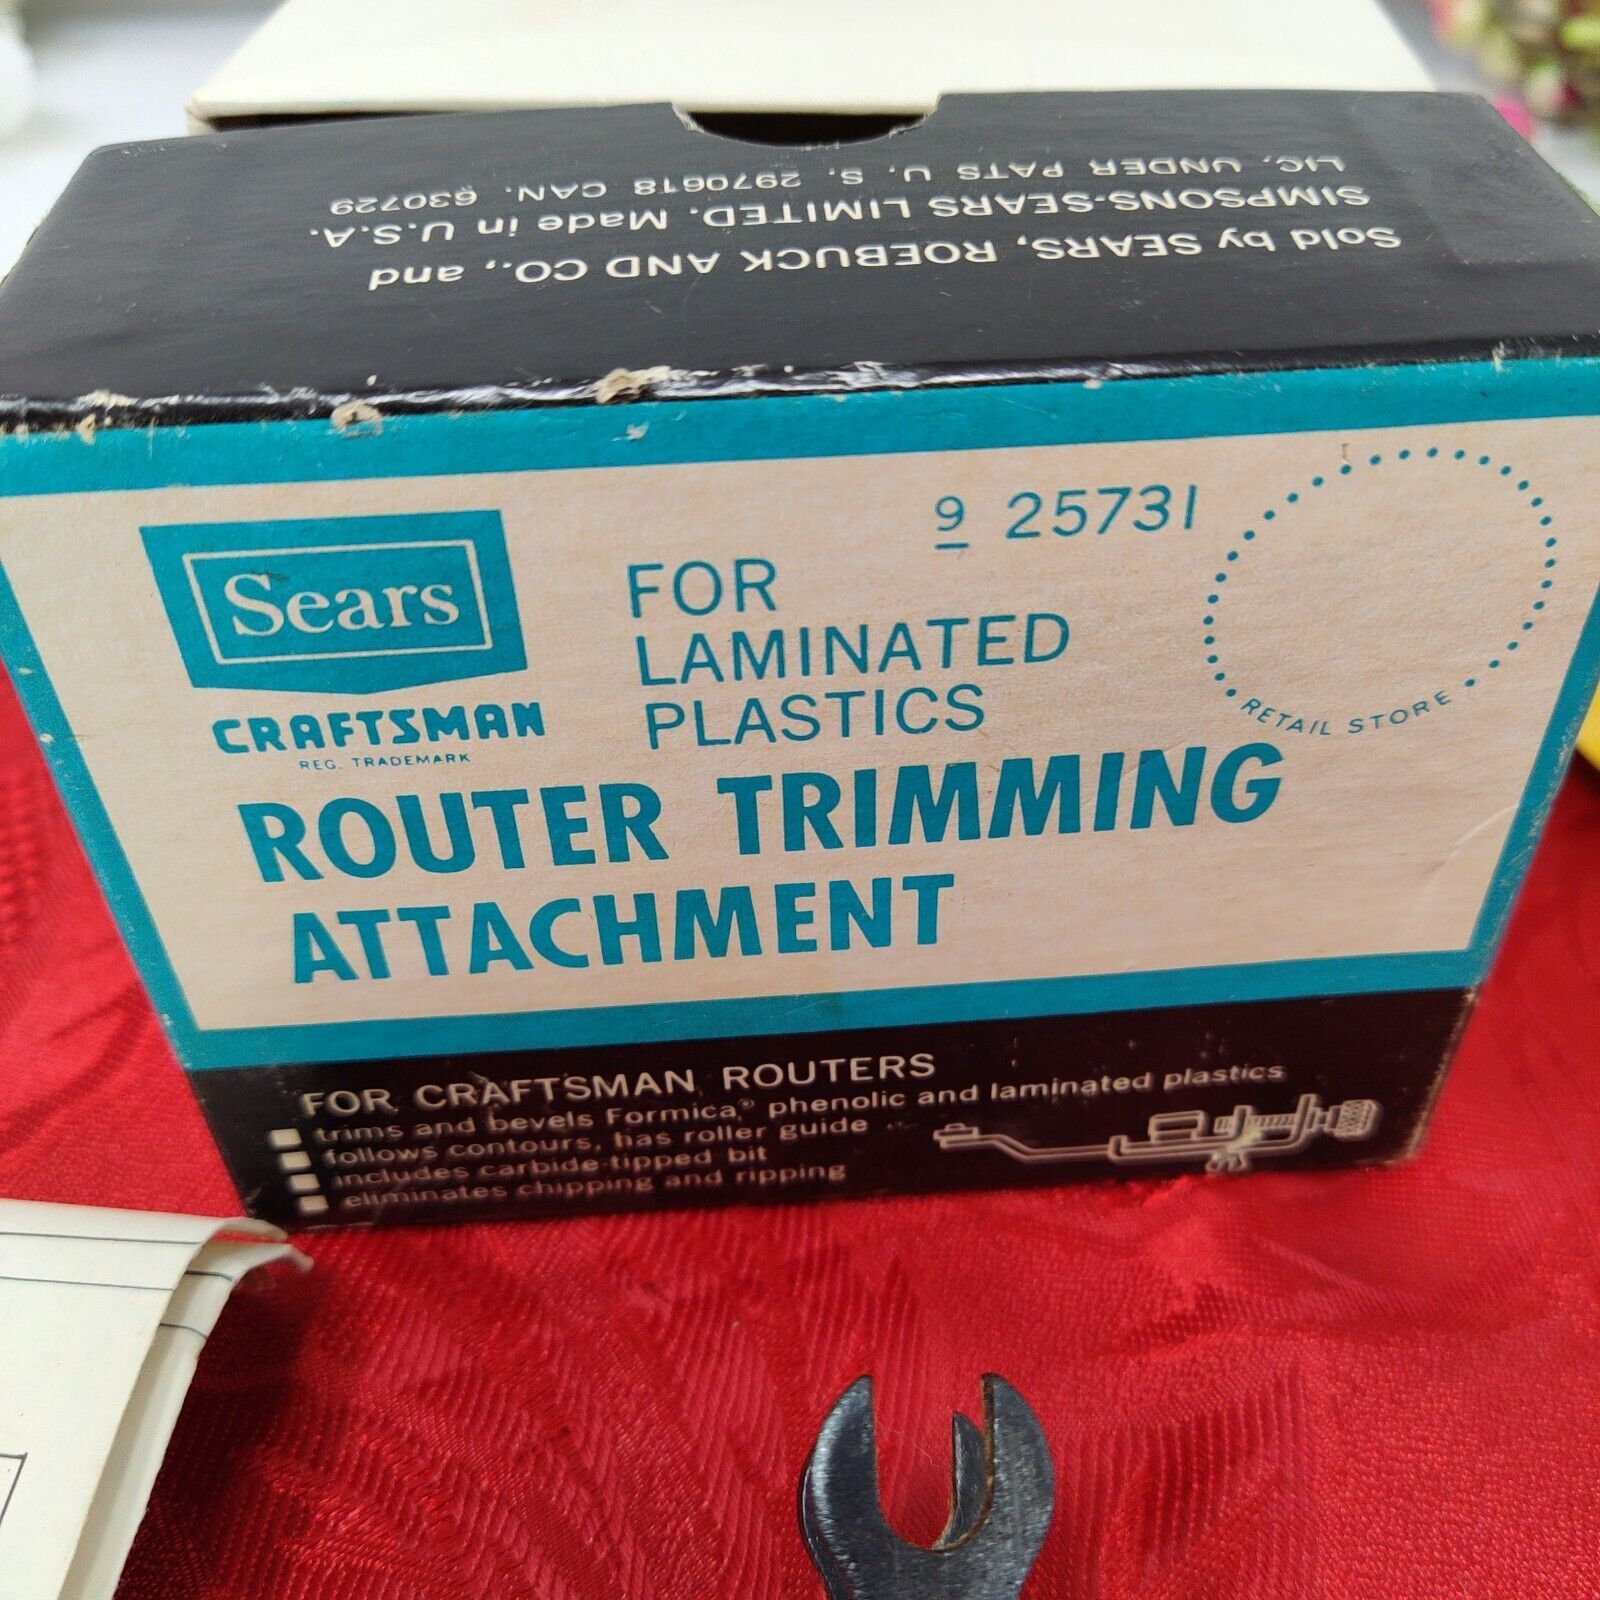 Sold by SEARS, ROEBUCK AND CO., and
SIMPSONS-SEARS LIMITED. Made in U.S.A.
LIC. UNDER PATS U. S. 2970618 CAN. 630729
9 25731
Sears
CRAFTSMAN
REG. TRADEMARK
FOR
LAMINATED
PLASTICS
RETAIL STORE
ROUTER TRIMMING
ATTACHMENT
FOR CRAFTSMAN ROUTERS
trims and bevels Formica,® phenolic and laminated plastics
follows contours, has roller guide
includes carbide-tipped bit
eliminates chipping and ripping